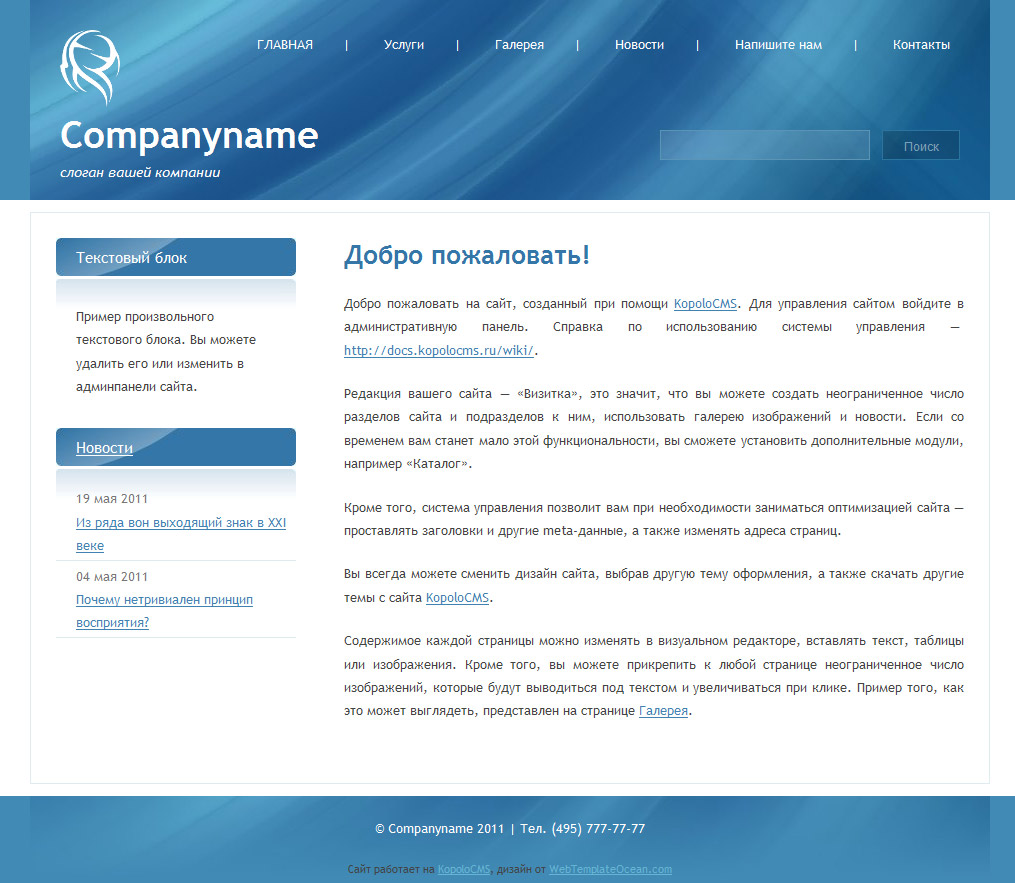 ГЛАВНАЯ | Услуги | Галерея | Новости | Напишите нам | Контакты
Companyname
слоган вашей компании
Поиск
Текстовый блок
Пример произвольного
текстового блока. Вы можете
удалить его или изменить в
админпанели сайта.
Новости
19 мая 2011
Из ряда вон выходящий знак в XXI
веке
04 мая 2011
Почему нетривиален принцип
восприятия?
Добро пожаловать!
Добро пожаловать на сайт, созданный при помощи KopoloCMS. Для управления сайтом войдите в
административную панель. Справка по использованию системы управления —
http://docs.kopolocms.ru/wiki/.
Редакция вашего сайта — «Визитка», это значит, что вы можете создать неограниченное число
разделов сайта и подразделов к ним, использовать галерею изображений и новости. Если со
временем вам станет мало этой функциональности, вы сможете установить дополнительные модули,
например «Каталог».
Кроме того, система управления позволит вам при необходимости заниматься оптимизацией сайта —
проставлять заголовки и другие meta-данные, а также изменять адреса страниц.
Вы всегда можете сменить дизайн сайта, выбрав другую тему оформления, а также скачать другие
темы с сайта KopoloCMS.
Содержимое каждой страницы можно изменять в визуальном редакторе, вставлять текст, таблицы
или изображения. Кроме того, вы можете прикрепить к любой странице неограниченное число
изображений, которые будут выводиться под текстом и увеличиваться при клике. Пример того, как
это может выглядеть, представлен на странице Галерея.
© Companyname 2011 | Тел. (495) 777-77-77
Сайт работает на KopoloCMS, дизайн от WebTemplateOcean.com